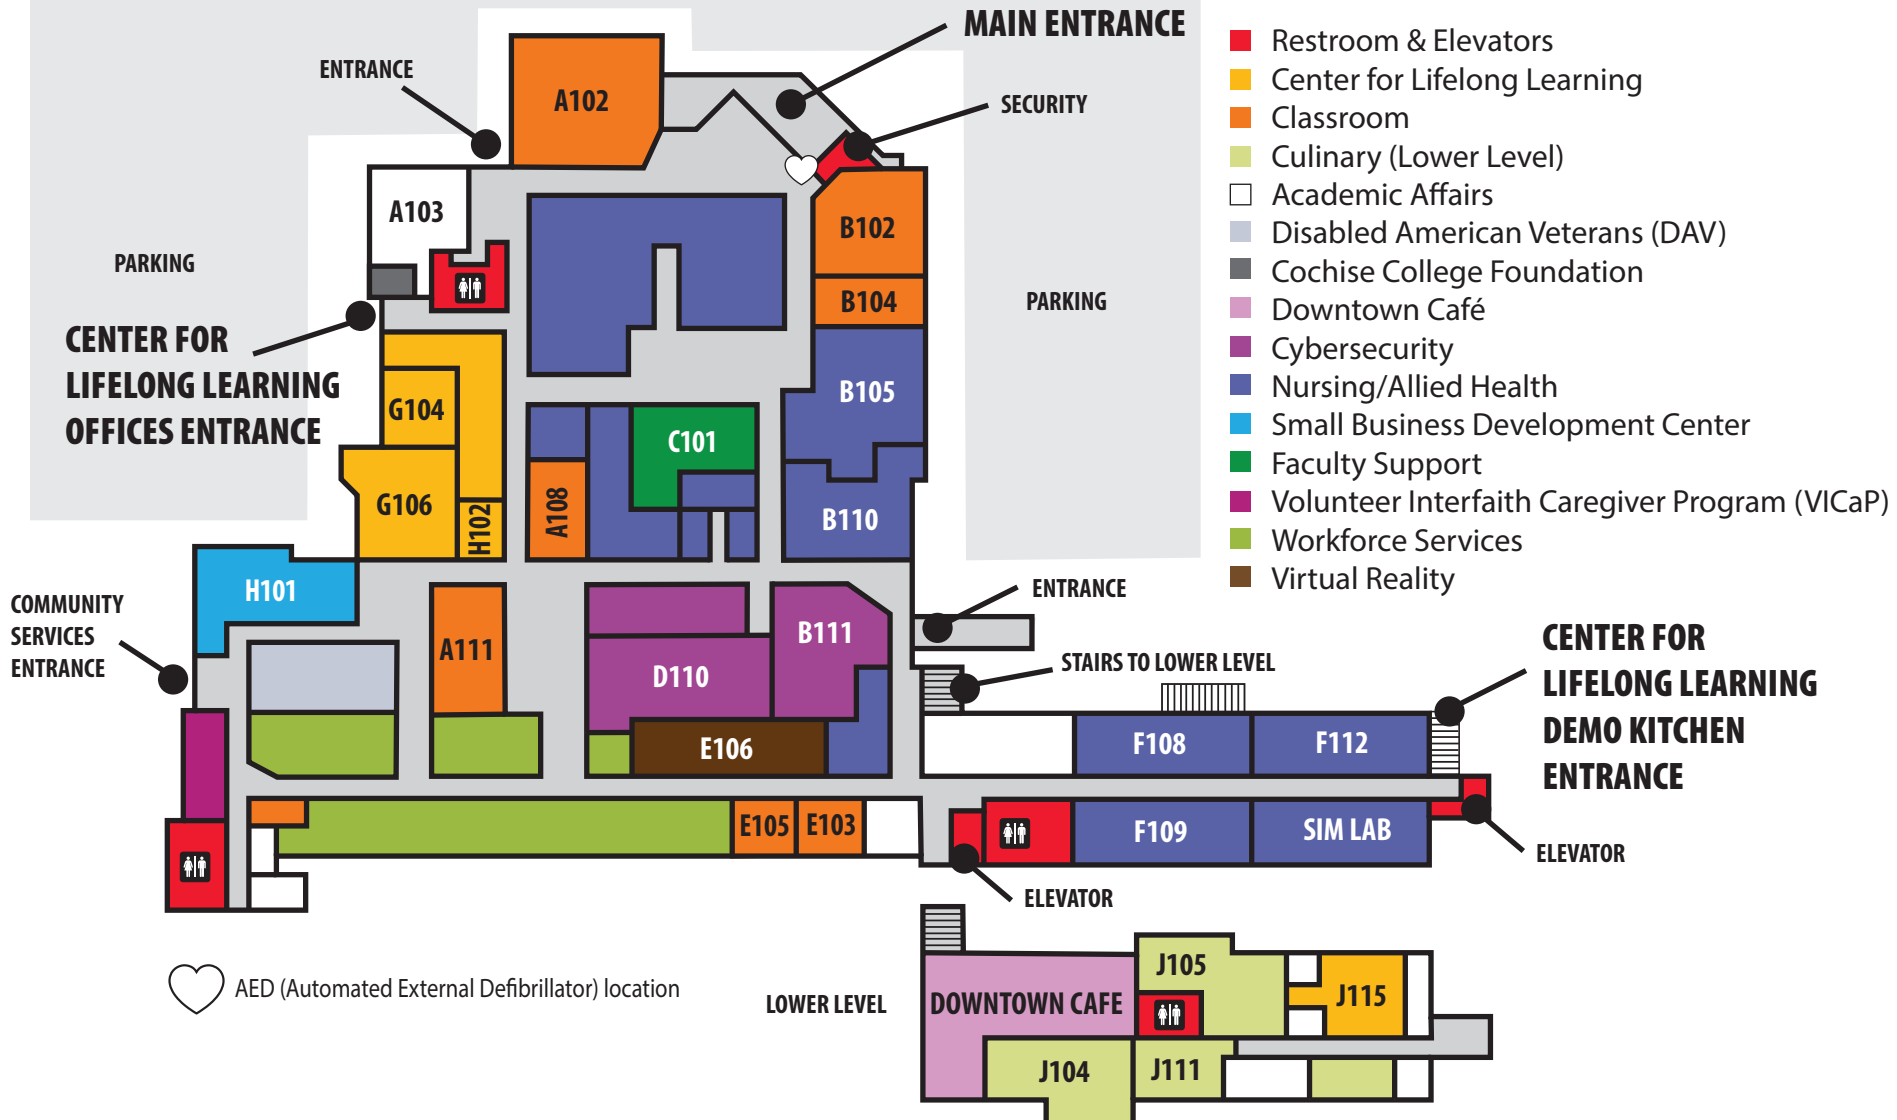 MAIN ENTRANCE
ENTRANCE
SECURITY
A102
A103
B102
B104
B105
B110
PARKING
PARKING
CENTER FOR
LIFELONG LEARNING
OFFICES ENTRANCE
G104
G106
H102
A108
C101
H101
COMMUNITY
SERVICES
ENTRANCE
A111
D110
B111
E106
ENTRANCE
STAIRS TO LOWER LEVEL
F108
F112
CENTER FOR
LIFELONG LEARNING
DEMO KITCHEN
ENTRANCE
E105
E103
F109
SIM LAB
ELEVATOR
ELEVATOR
AED (Automated External Defibrillator) location
LOWER LEVEL
DOWNTOWN CAFE
J105
J115
J104
J111
Restroom & Elevators
Center for Lifelong Learning
Classroom
Culinary (Lower Level)
Academic Affairs
Disabled American Veterans (DAV)
Cochise College Foundation
Downtown Café
Cybersecurity
Nursing/Allied Health
Small Business Development Center
Faculty Support
Volunteer Interfaith Caregiver Program (VICaP)
Workforce Services
Virtual Reality